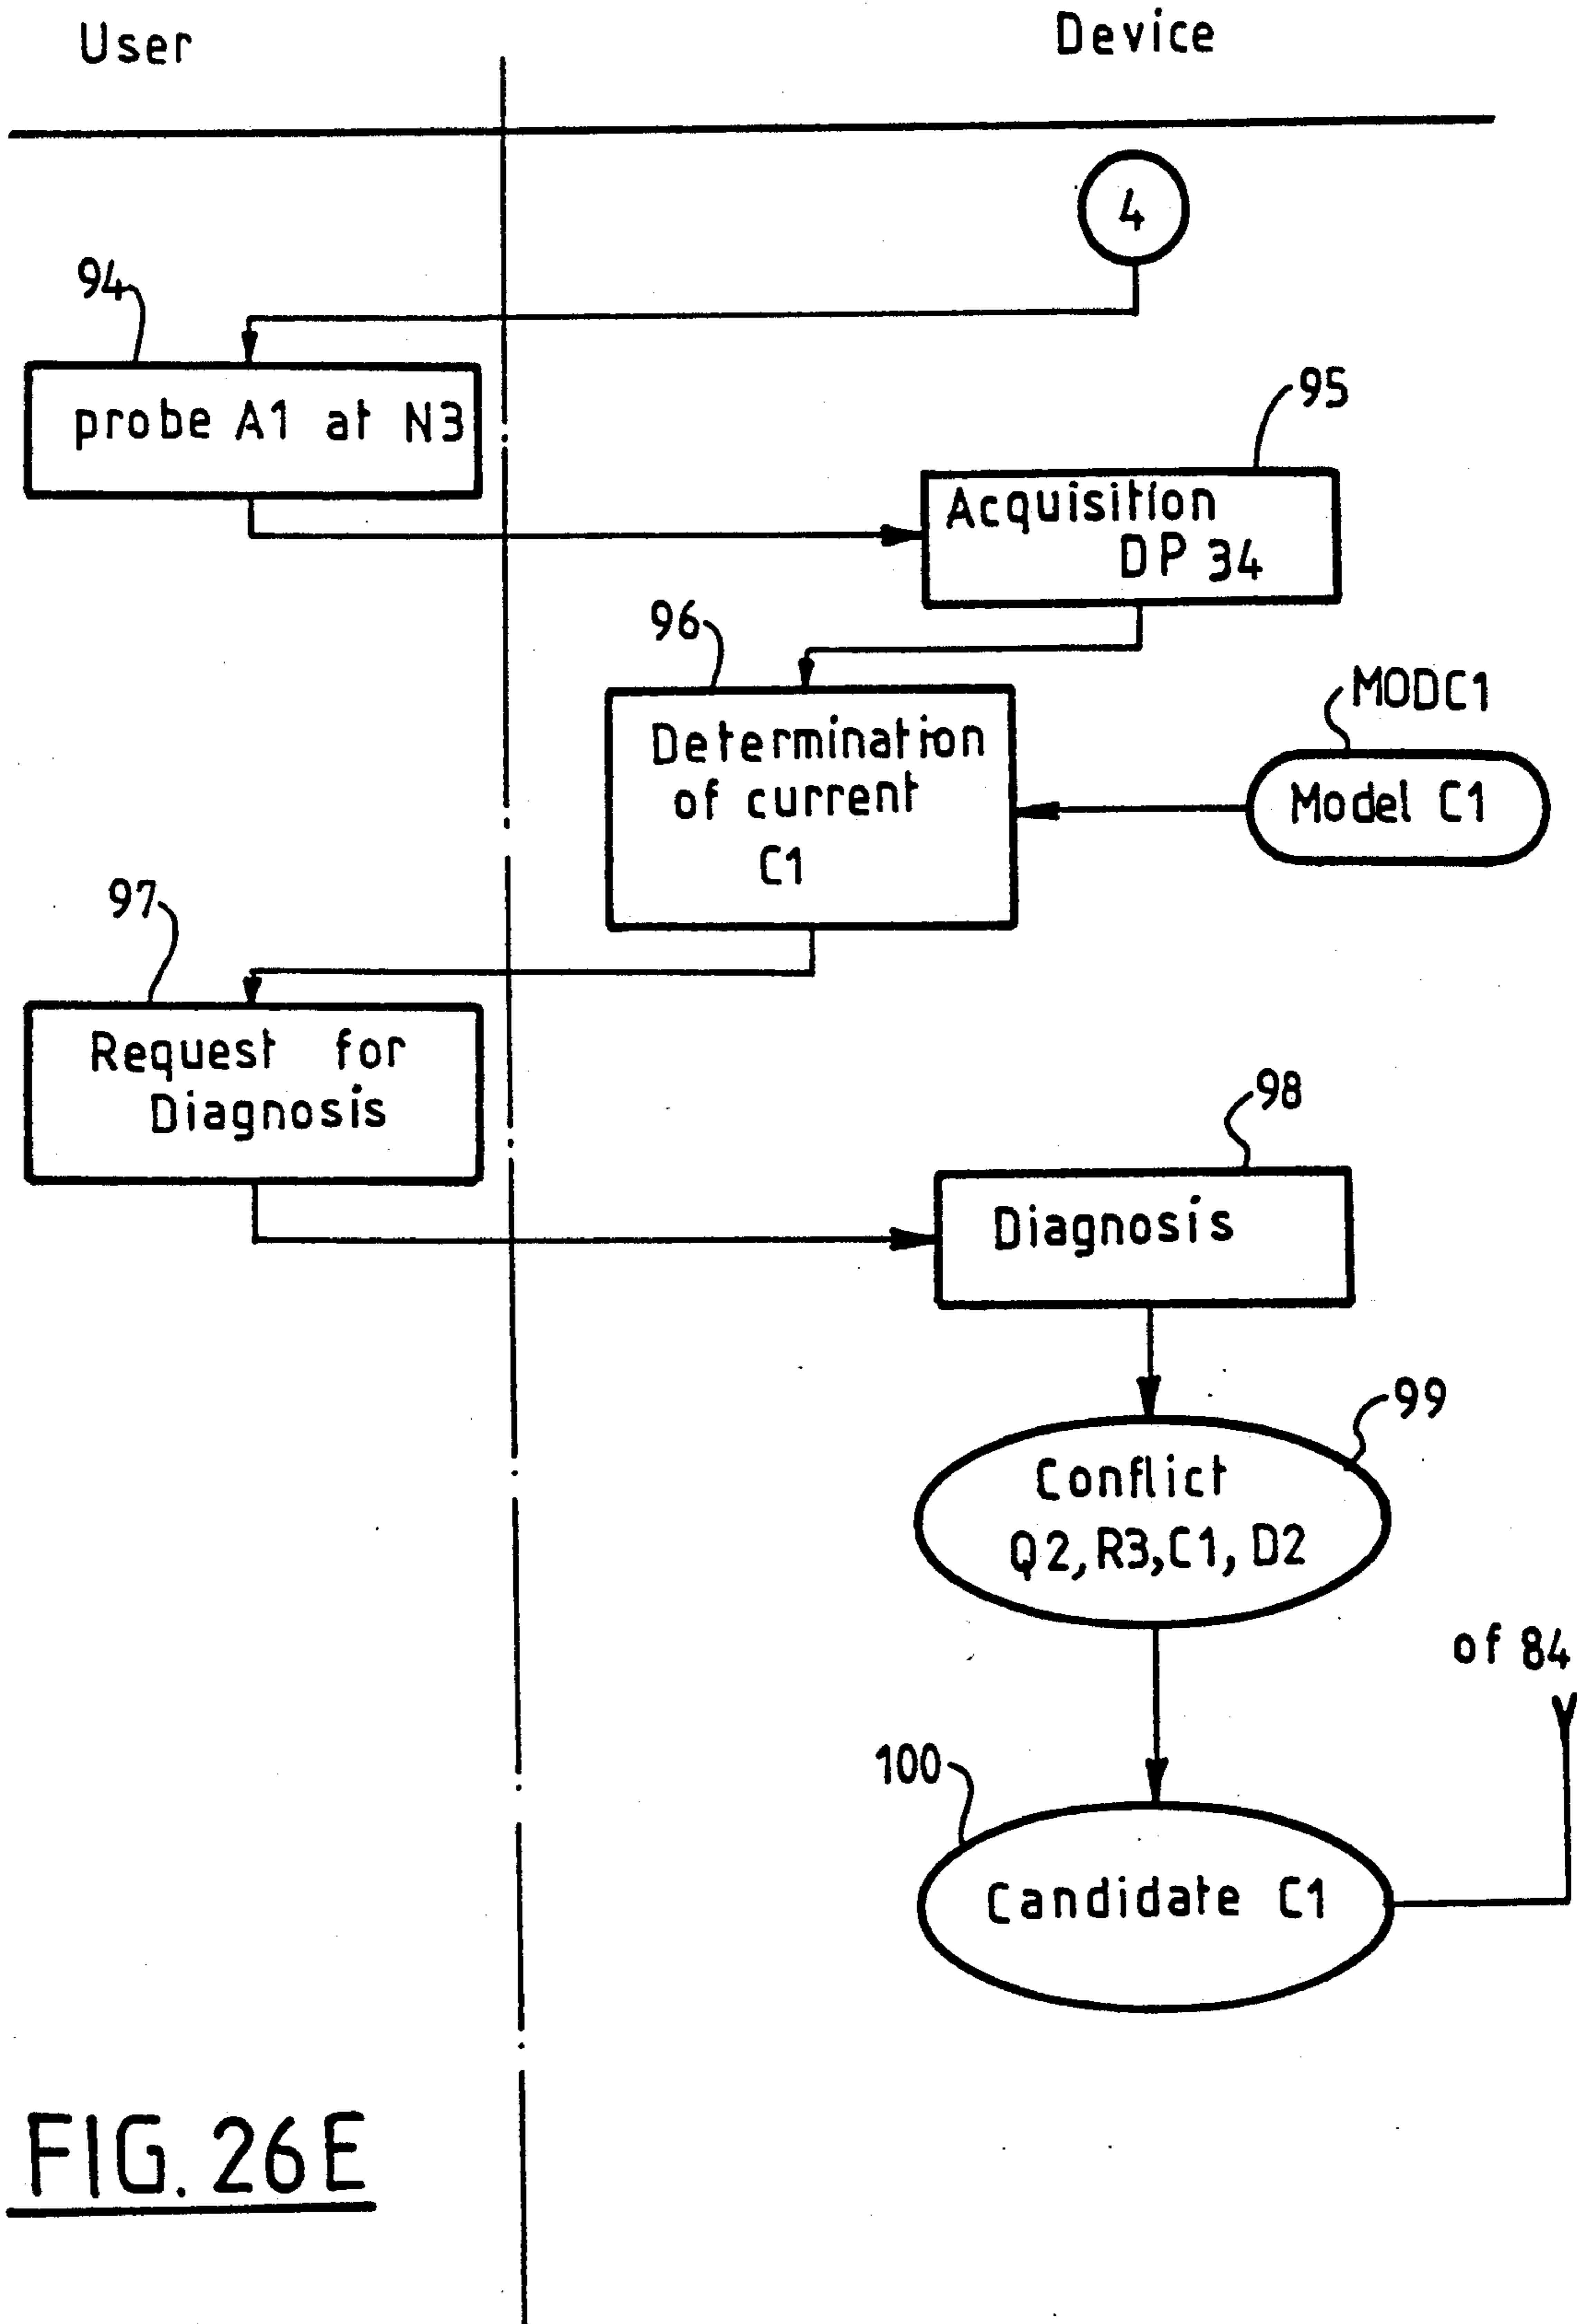 User
Device
4
94
probe A1 at N3
95
Acquisition
DP 34
96
MODC1
Determination
of current
C1
Model C1
97
Request for
Diagnosis
98
Diagnosis
99
Conflict
Q2, R3, C1, D2
of 84
100
Candidate C1
FIG. 26E